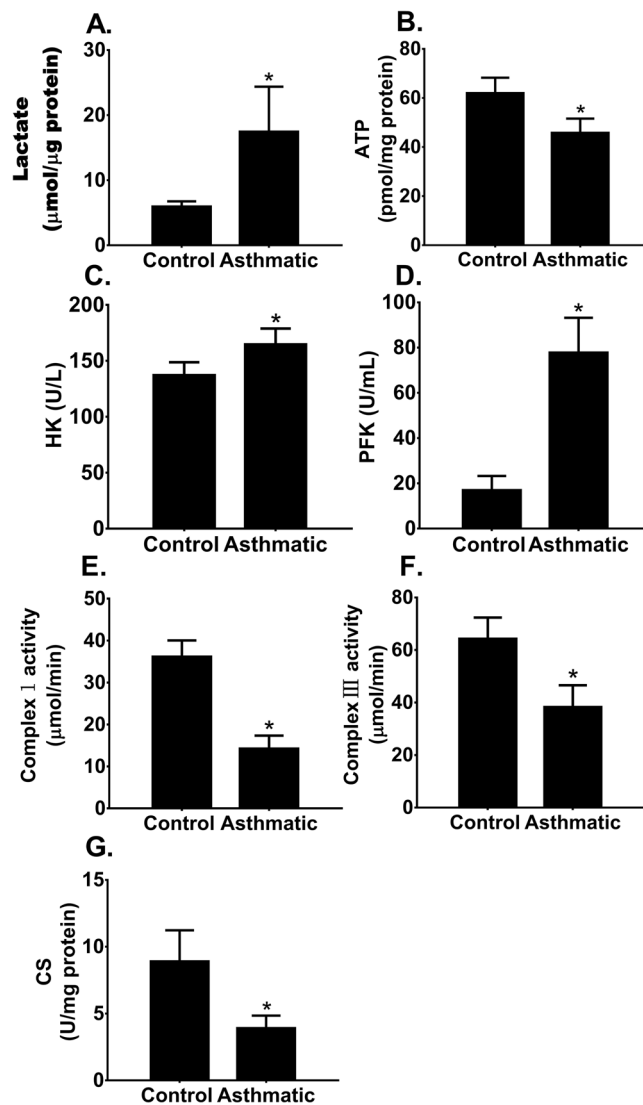 A.
Lactate
(μmol/μg protein)
30
20
10
0
*
Control Asthmatic
B.
ATP
(pmol/mg protein)
80
60
40
20
0
*
Control Asthmatic
C.
HK (U/L)
200
150
100
50
0
*
Control Asthmatic
D.
PFK (U/mL)
100
80
60
40
20
0
*
Control Asthmatic
E.
Complex I activity
(μmol/min)
50
40
30
20
10
0
*
Control Asthmatic
F.
Complex III activity
(μmol/min)
80
60
40
20
0
*
Control Asthmatic
G.
CS
(U/mg protein)
15
10
5
0
*
Control Asthmatic